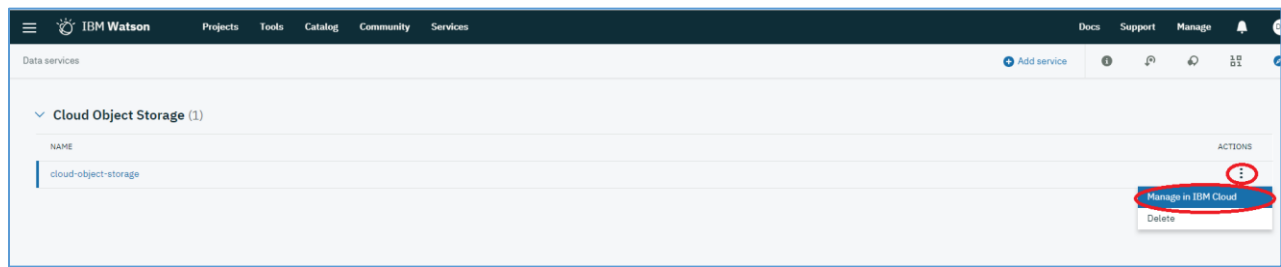 IBM Watson Projects Tools Catalog Community Services Docs Support Manage
Data services Add service
Cloud Object Storage (1)
NAME ACTIONS
cloud-object-storage
Manage in IBM Cloud
Delete